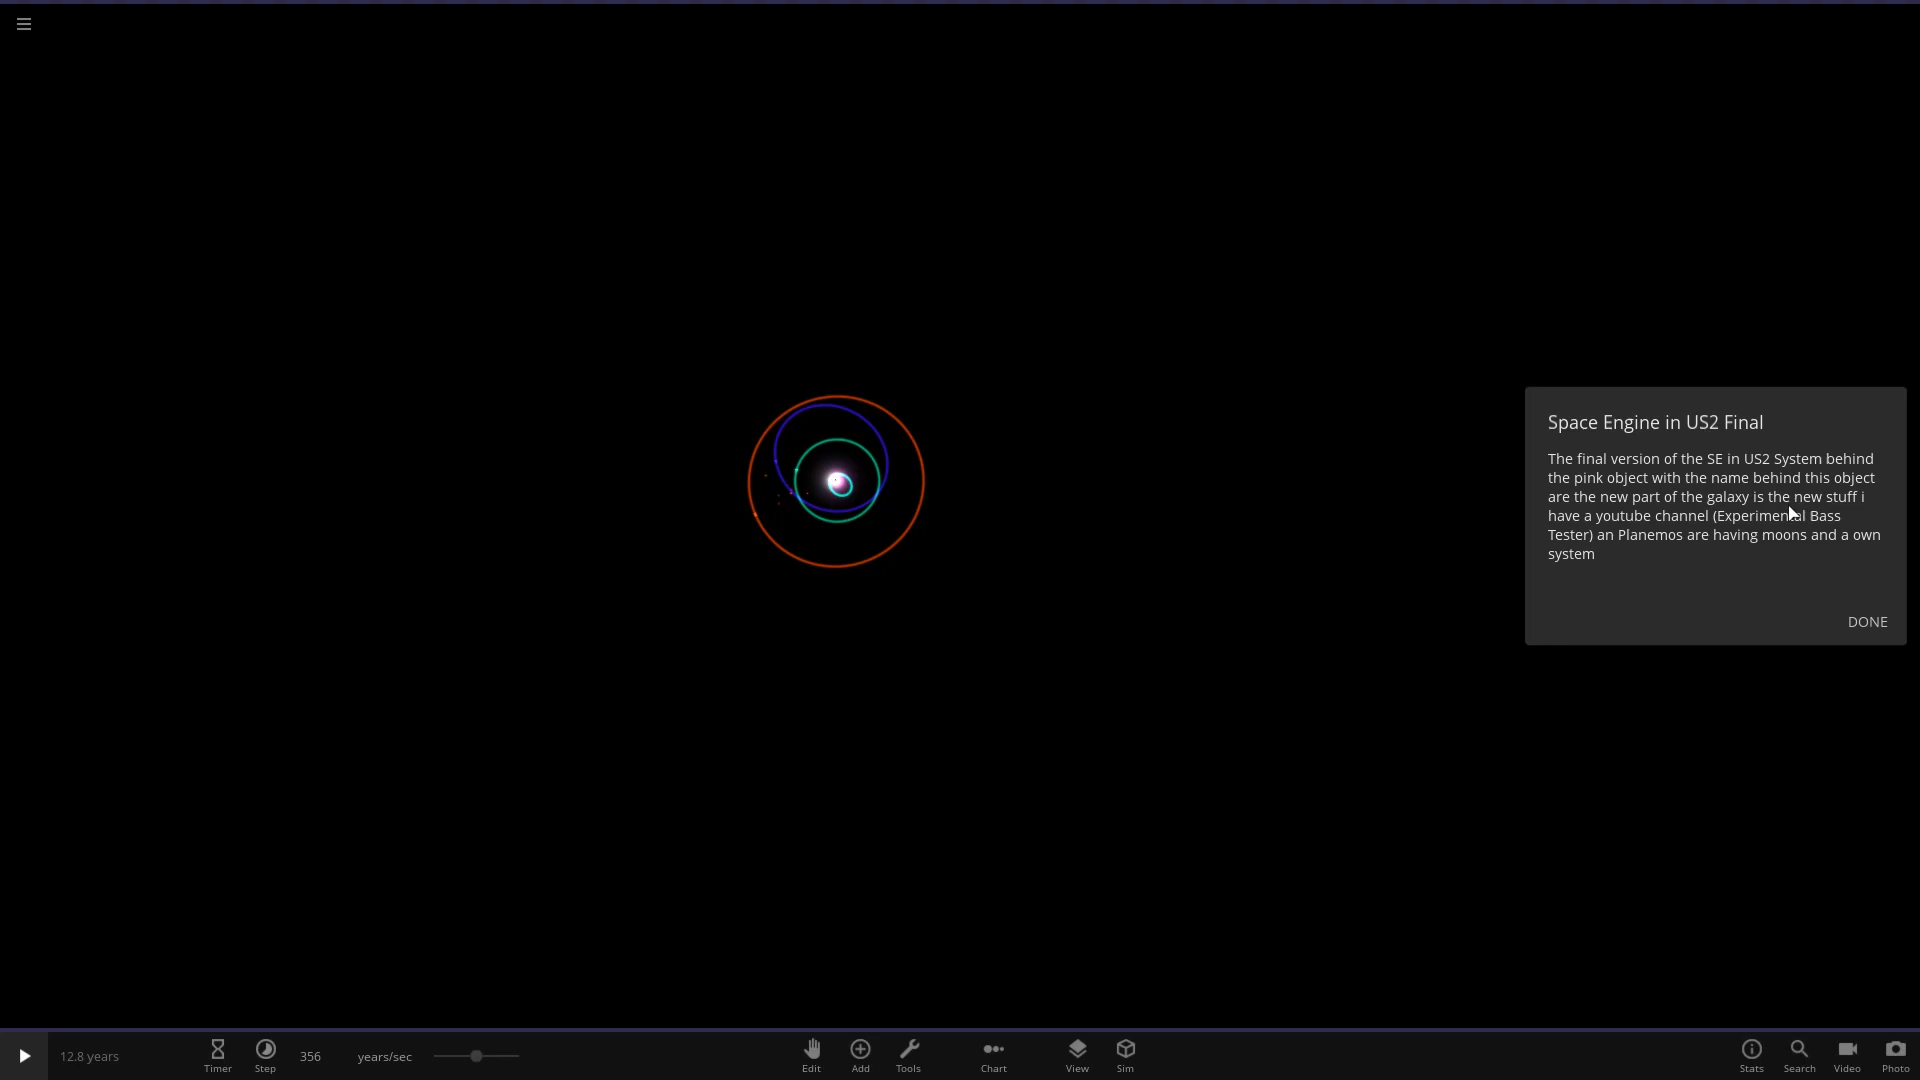 Space Engine in US2 Final
The final version of the SE in US2 System behind
the pink object with the name behind this object
are the new part of the galaxy is the new stuff i
have a youtube channel (Experimental Bass
Tester) an Planemos are having moons and a own
system
DONE
12.8 years
Timer
Step
356 years/sec
Edit
Add
Tools
Chart
View
Sim
Stats
Search
Video
Photo